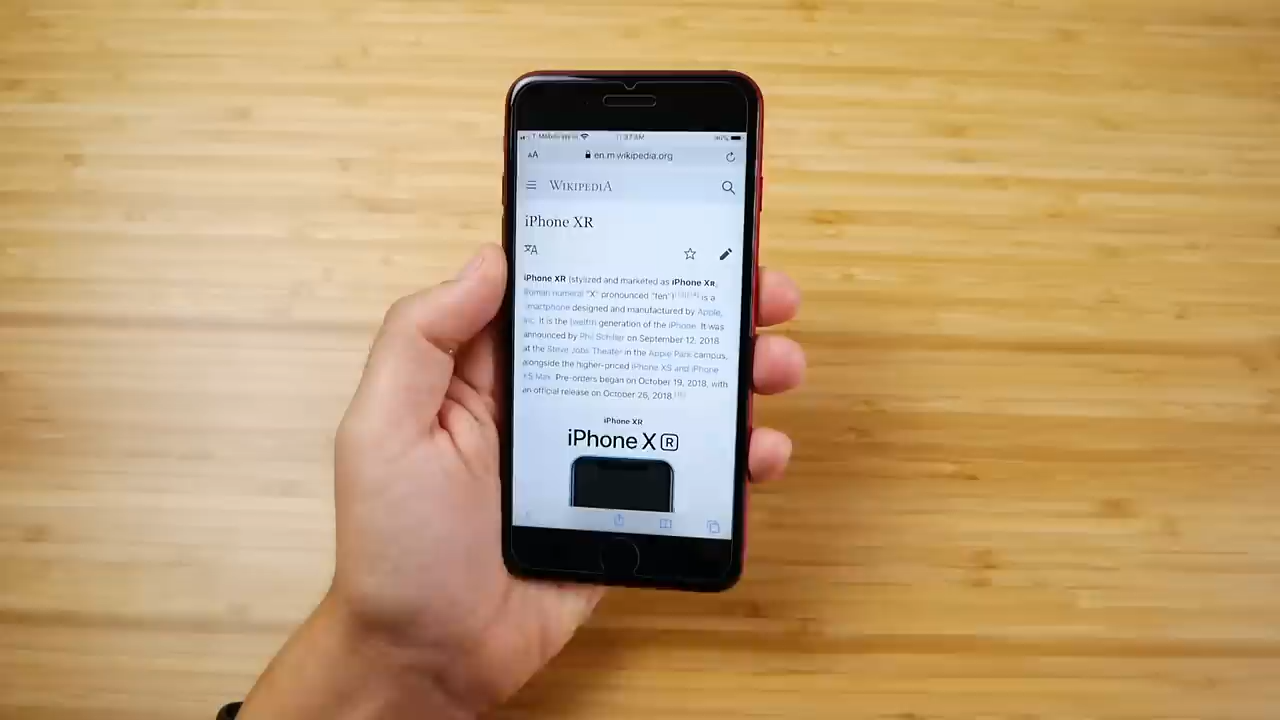 11:37 AM
AA en.m.wikipedia.org
WIKIPEDIA
iPhone XR
iPhone XR (stylized and marketed as iPhone XR,
Roman numeral "X" pronounced "ten") is a
smartphone designed and manufactured by Apple,
Inc. It is the twelfth generation of the iPhone. It was
announced by Phil Schiller on September 12, 2018,
at the Steve Jobs Theater in the Apple Park campus,
alongside the higher-priced iPhone XS and iPhone
XS Max. Pre-orders began on October 19, 2018, with
an official release on October 26, 2018.
iPhone XR
iPhone XR